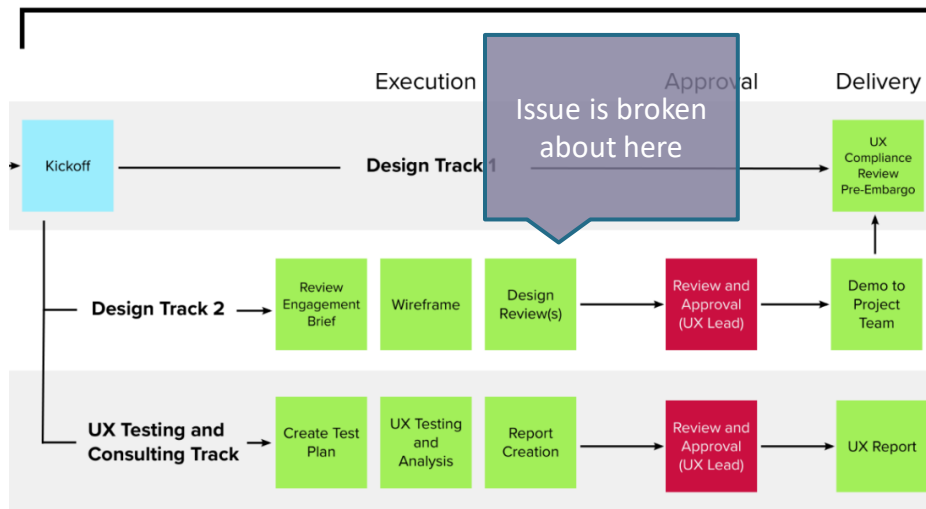 Execution
Approval
Delivery
Issue is broken
about here
Kickoff
Design Track 1
UX
Compliance
Review
Pre-Embargo
Design Track 2
Review
Engagement
Brief
Wireframe
Design
Review(s)
Review and
Approval
(UX Lead)
Demo to
Project
Team
UX Testing and
Consulting Track
Create Test
Plan
UX Testing
and
Analysis
Report
Creation
Review and
Approval
(UX Lead)
UX Report